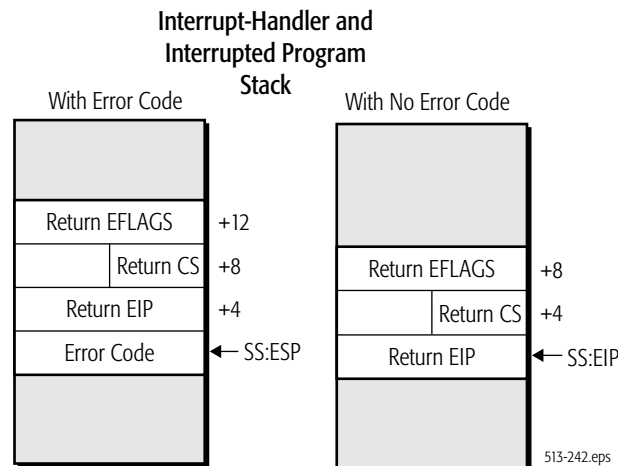 Interrupt-Handler and
Interrupted Program
Stack
With Error Code
With No Error Code
Return EFLAGS
+12
Return CS
+8
Return EIP
+4
Error Code
SS:ESP
Return EFLAGS
+8
Return CS
+4
Return EIP
SS:EIP
513-242.eps